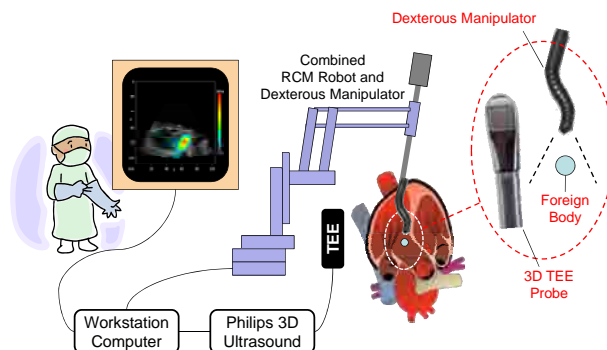 Dexterous Manipulator
Combined
RCM Robot and
Dexterous Manipulator
TEE
Foreign
Body
3D TEE
Probe
Workstation
Computer
Philips 3D
Ultrasound